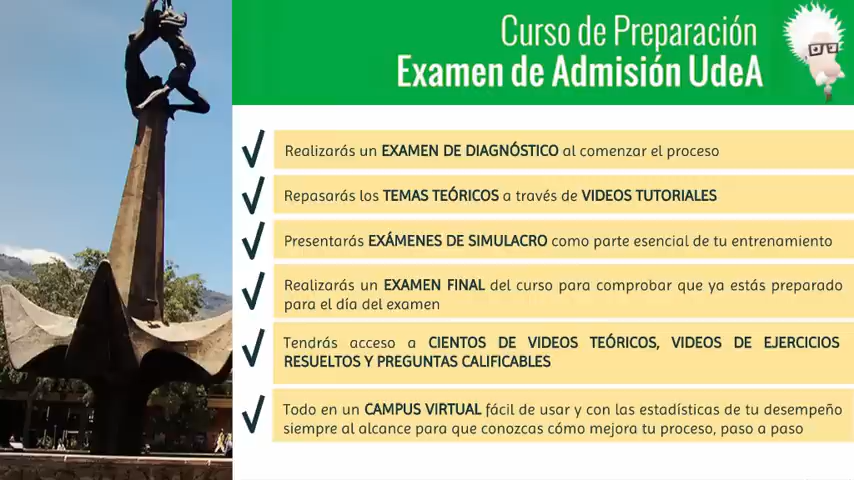 Curso de Preparación
Examen de Admisión UdeA
Realizarás un EXAMEN DE DIAGNÓSTICO al comenzar el proceso
Repasarás los TEMAS TEÓRICOS a través de VIDEOS TUTORIALES
Presentarás EXÁMENES DE SIMULACRO como parte esencial de tu entrenamiento
Realizarás un EXAMEN FINAL del curso para comprobar que ya estás preparado
para el día del examen
Tendrás acceso a CIENTOS DE VIDEOS TEÓRICOS, VIDEOS DE EJERCICIOS
RESUELTOS Y PREGUNTAS CALIFICABLES
Todo en un CAMPUS VIRTUAL fácil de usar y con las estadísticas de tu desempeño
siempre al alcance para que conozcas cómo mejora tu proceso, paso a paso